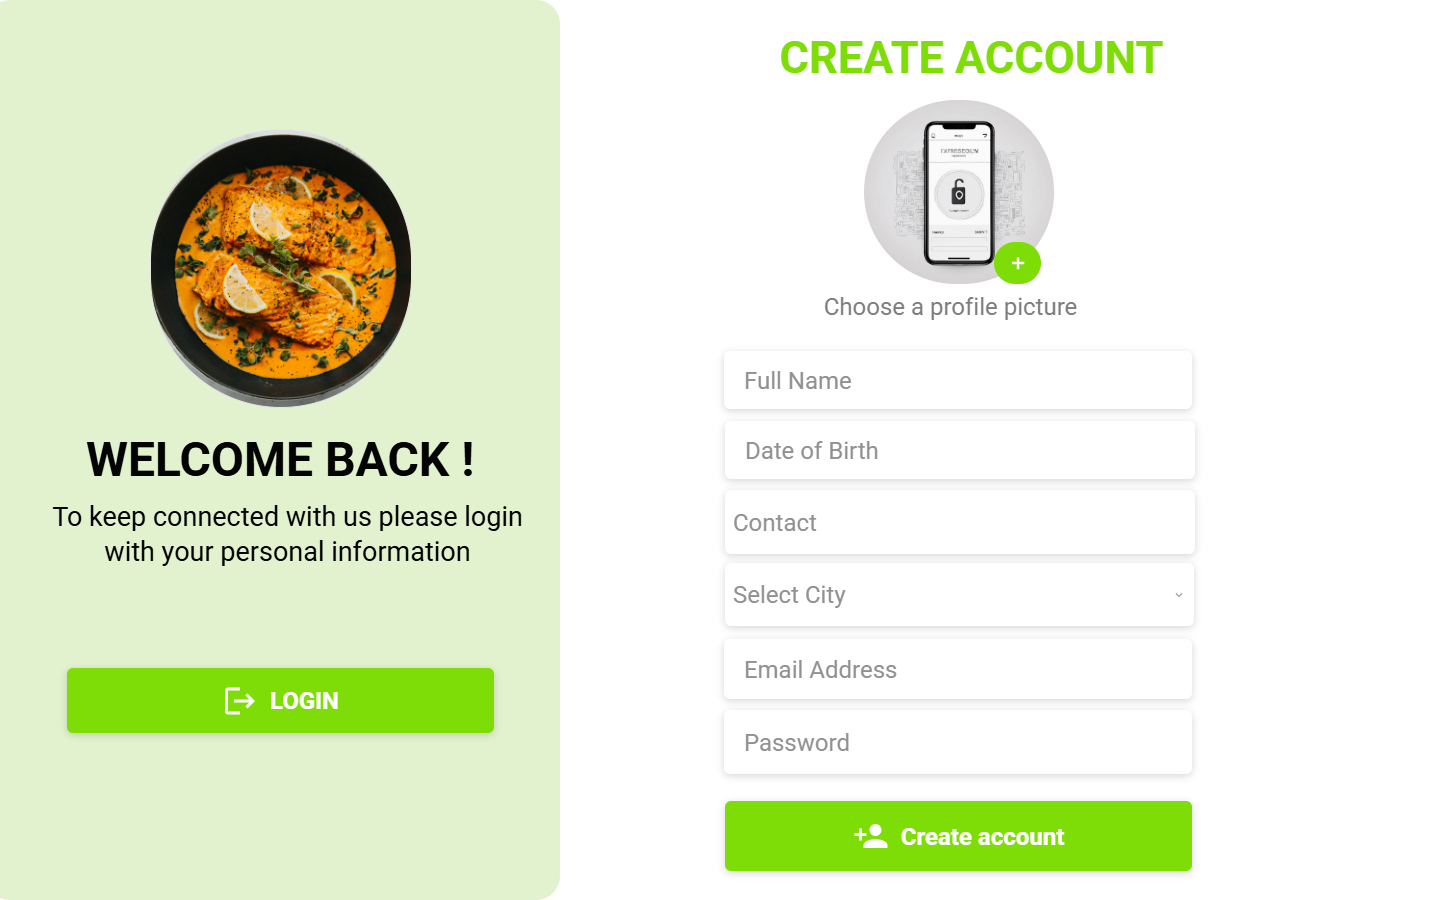 WELCOME BACK !
To keep connected with us please login
with your personal information
LOGIN
CREATE ACCOUNT
Choose a profile picture
Full Name
Date of Birth
Contact
Select City
Email Address
Password
Create account